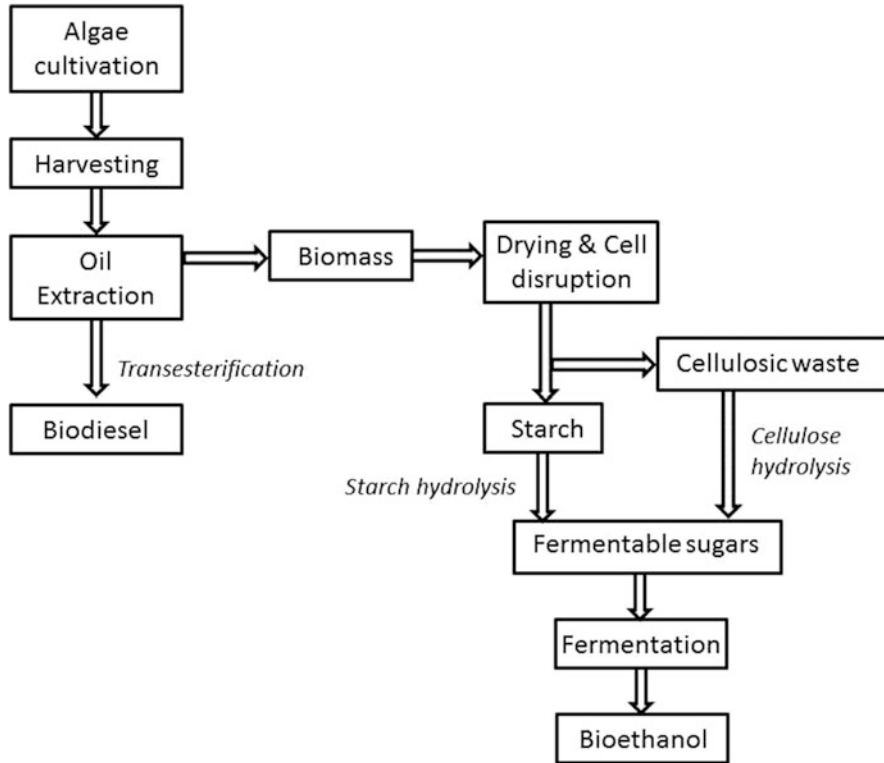 Algae
cultivation
Harvesting
Oil
Extraction
Biomass
Drying & Cell
disruption
Transesterification
Biodiesel
Cellulosic waste
Starch
Cellulose
hydrolysis
Starch hydrolysis
Fermentable sugars
Fermentation
Bioethanol